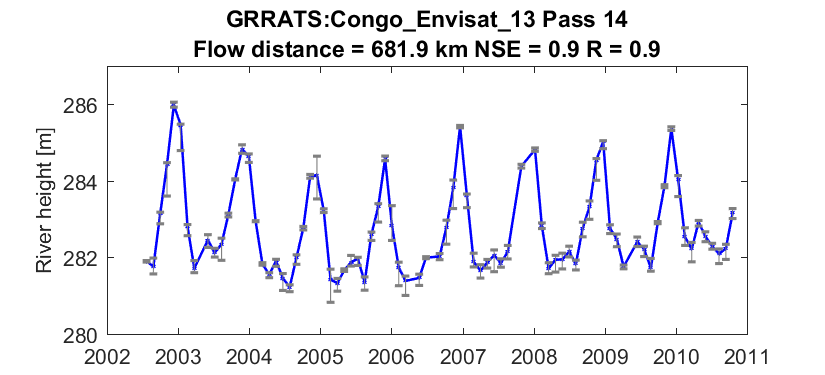 GRRATS:Congo_Envisat_13 Pass 14
Flow distance = 681.9 km NSE = 0.9 R = 0.9
River height [m]
286
284
282
280
2002 2003 2004 2005 2006 2007 2008 2009 2010 2011